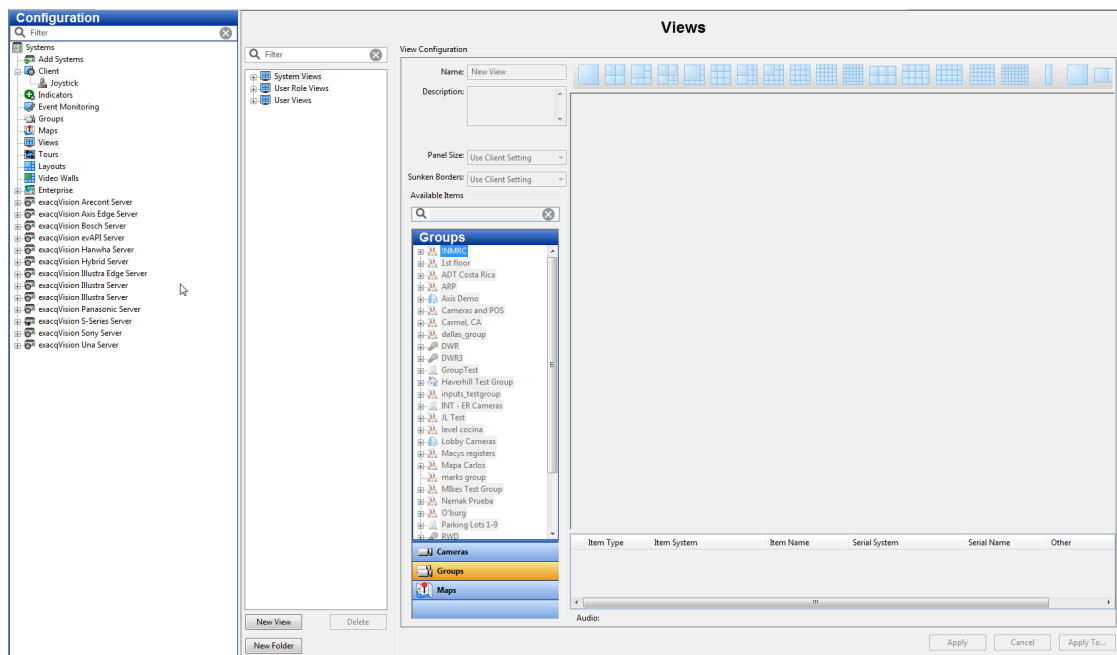 Configuration
Filter
Systems
Add Systems
Client
Joystick
Indicators
Event Monitoring
Groups
Maps
Views
Tours
Layouts
Video Walls
Enterprise
exacqVision Arecont Server
exacqVision Axis Edge Server
exacqVision Bosch Server
exacqVision evAPI Server
exacqVision Hanwha Server
exacqVision Hybrid Server
exacqVision Illustra Edge Server
exacqVision Illustra Server
exacqVision Illustra Server
exacqVision Panasonic Server
exacqVision S-Series Server
exacqVision Sony Server
exacqVision Una Server
Views
Filter
System Views
User Role Views
User Views
New View
Delete
New Folder
View Configuration
Name:
New View
Description:
Panel Size:
Use Client Setting
Sunken Borders:
Use Client Setting
Available Items
Groups
!NMRC
1st floor
ADT Costa Rica
ARP
Axis Demo
Cameras and POS
Carmel, CA
dallas_group
DWR
DWR3
GroupTest
Haverhill Test Group
inputs_testgroup
INT - ER Cameras
JL Test
level cocina
Lobby Cameras
Macys registers
Mapa Carlos
marks group
MIkes Test Group
Nemak Prueba
O'burg
Parking Lots 1-9
RWD
Cameras
Groups
Maps
Item Type
Item System
Item Name
Serial System
Serial Name
Other
Audio:
Apply
Cancel
Apply To...